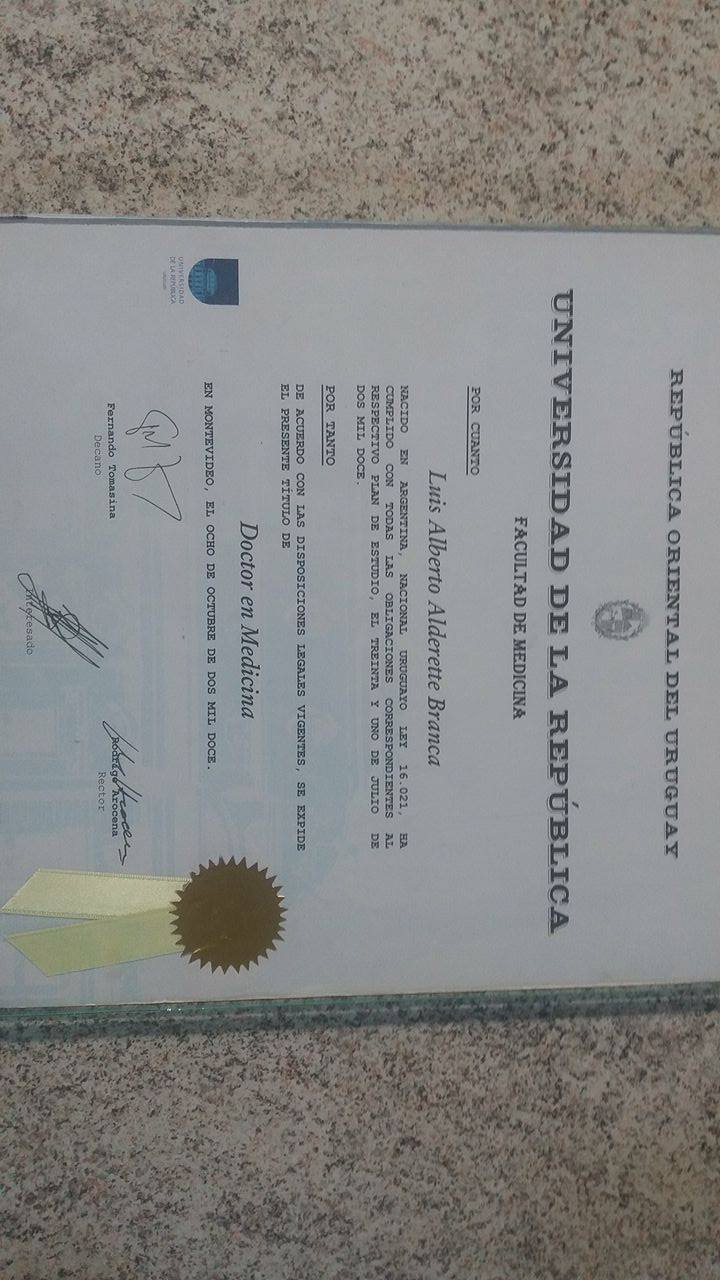 REPÚBLICA ORIENTAL DEL URUGUAY
UNIVERSIDAD DE LA REPÚBLICA
FACULTAD DE MEDICINA
POR CUANTO
Luis Alberto Alderette Branca
NACIDO EN ARGENTINA, NACIONAL URUGUAYO LEY 16.021, HA
CUMPLIDO CON TODAS LAS OBLIGACIONES CORRESPONDIENTES AL
RESPECTIVO PLAN DE ESTUDIO, EL TREINTA Y UNO DE JULIO DE
DOS MIL DOCE.
POR TANTO
DE ACUERDO CON LAS DISPOSICIONES LEGALES VIGENTES, SE EXPIDE
EL PRESENTE TÍTULO DE
Doctor en Medicina
EN MONTEVIDEO, EL OCHO DE OCTUBRE DE DOS MIL DOCE.
UNIVERSIDAD
DE LA REPÚBLICA
URUGUAY
Fernando Tomasina
Decano
Rodrigo Arocena
Rector
Interesado